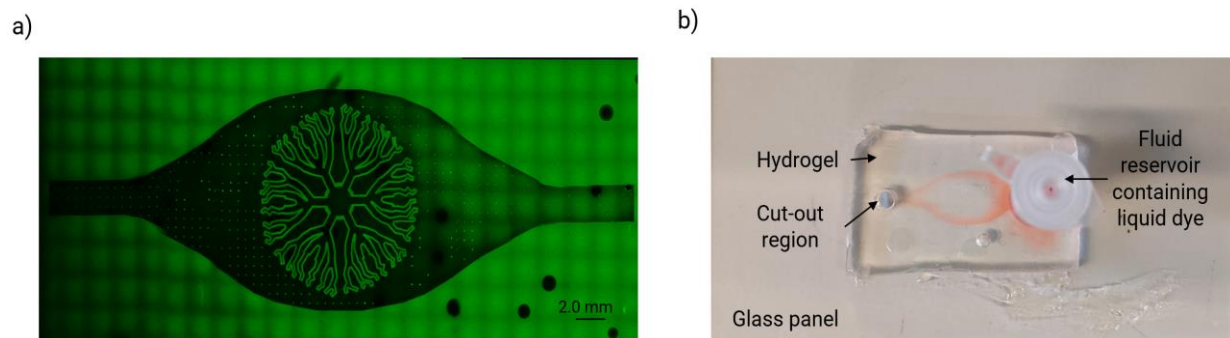 a)
2.0 mm
b)
Hydrogel
Cut-out
region
Glass panel
Fluid
reservoir
containing
liquid dye